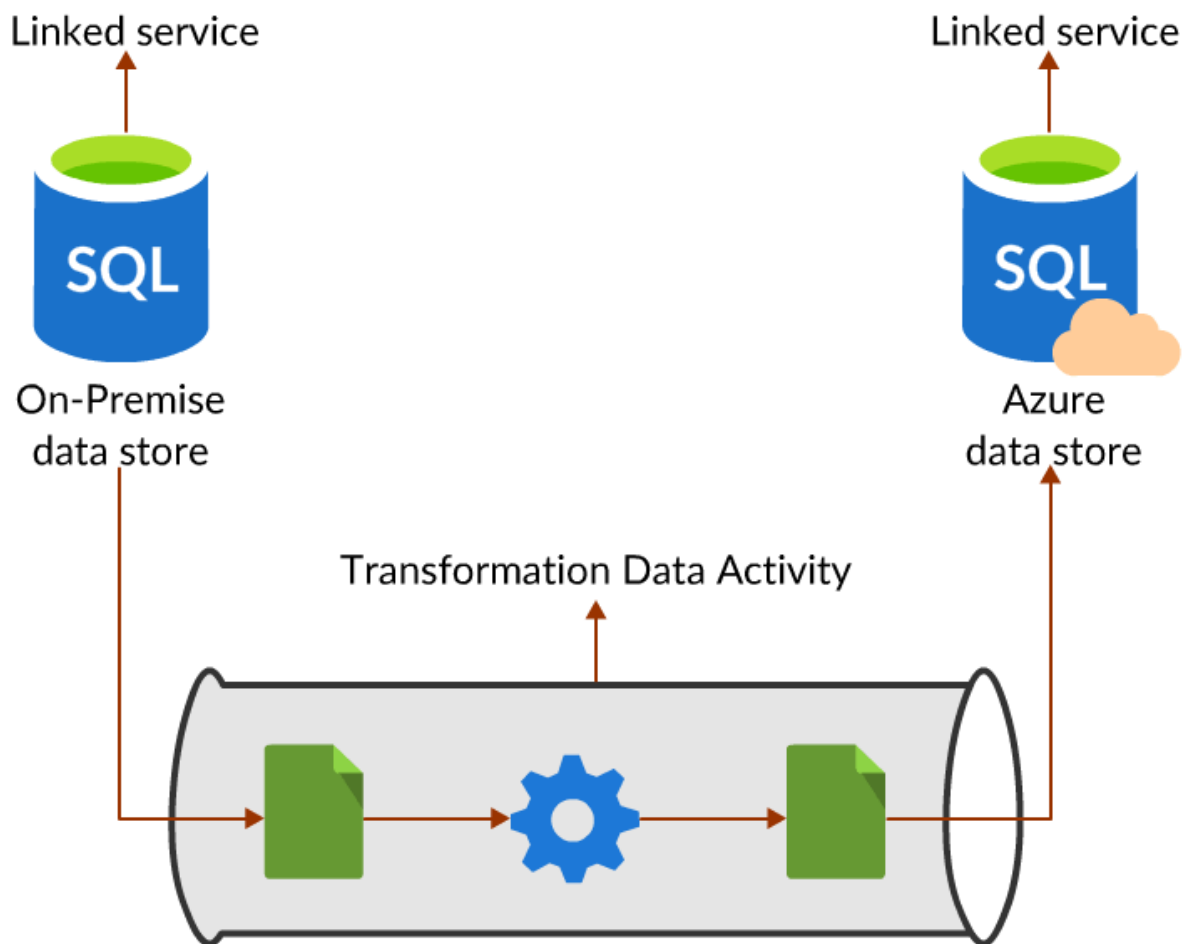 Linked service
Linked service
SQL
SQL
On-Premise
data store
Azure
data store
Transformation Data Activity